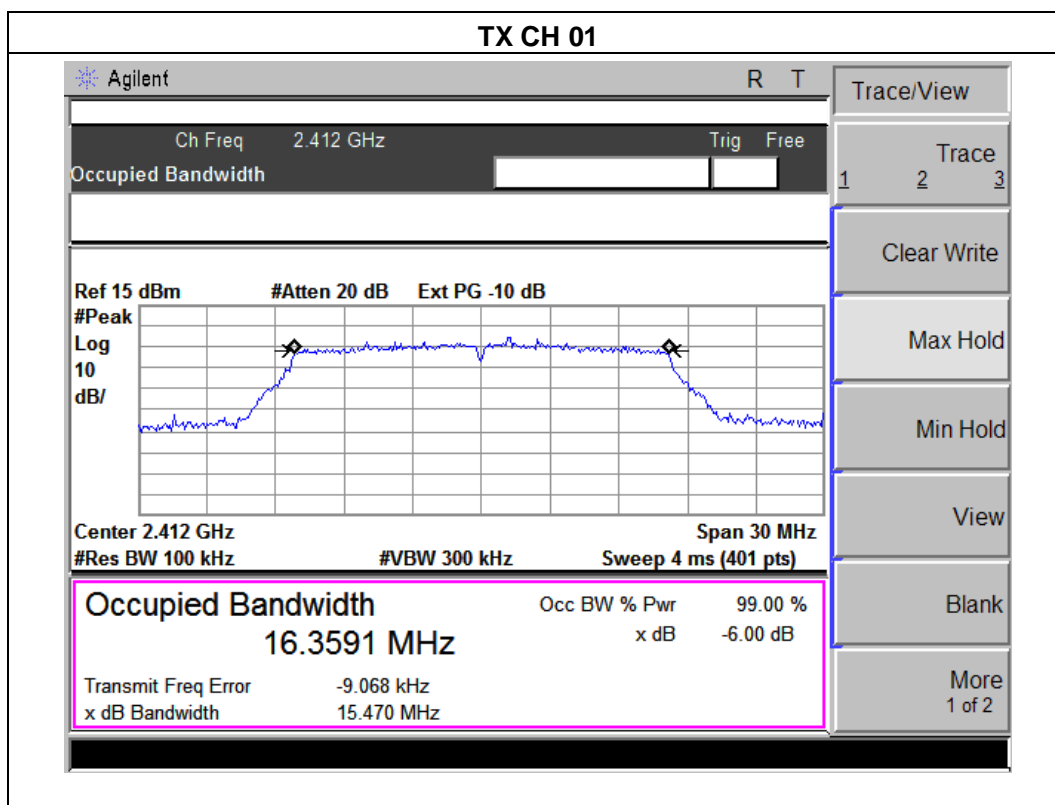 TX CH 01
Agilent R T
Trace/View
Ch Freq 2.412 GHz Trig Free
Occupied Bandwidth
Trace
1 2 3
Clear Write
Ref 15 dBm #Atten 20 dB Ext PG -10 dB
#Peak
Log
10
dB/
Max Hold
Min Hold
View
Center 2.412 GHz Span 30 MHz
#Res BW 100 kHz #VBW 300 kHz Sweep 4 ms (401 pts)
Occupied Bandwidth Occ BW % Pwr 99.00 %
16.3591 MHz x dB -6.00 dB
Blank
Transmit Freq Error -9.068 kHz
x dB Bandwidth 15.470 MHz
More
1 of 2